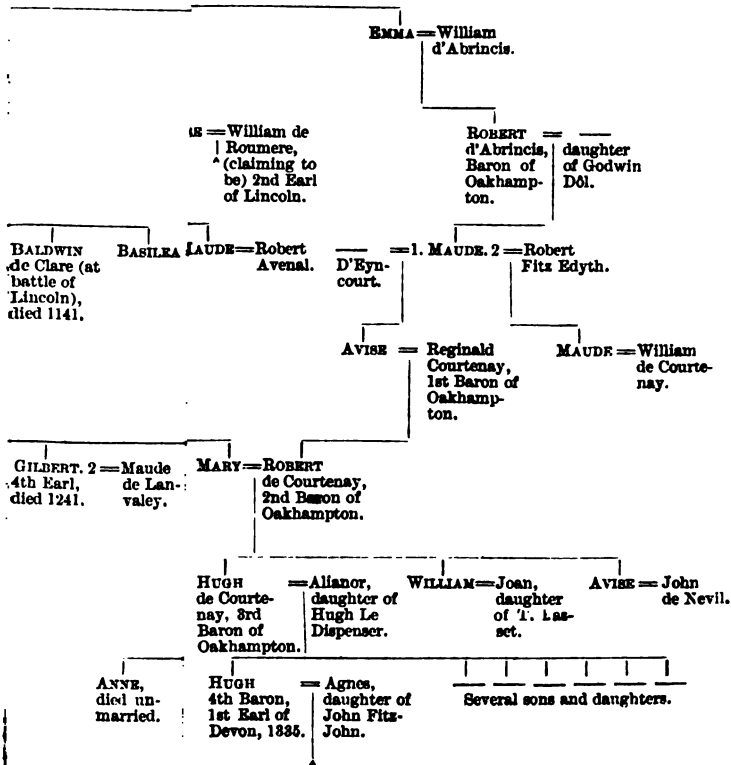 EMMA = William
d'Abrincis.
= William de
Roumere,
(claiming to
be) 2nd Earl
of Lincoln.
ROBERT = —
d'Abrincis,
Baron of
Oakhamp-
ton.
daughter
of Godwin
Dôl.
BALDWIN
de Clare (at
battle of
Lincoln),
died 1141.
BASILEA
AUDE = Robert
Avenal.
— = 1. MAUDE. 2 = Robert
D'Eyn-
court.
Fitz Edyth.
AVISE = Reginald
Courtenay,
1st Baron of
Oakhamp-
ton.
MAUDE = William
de Courte-
nay.
GILBERT. 2 = Maude
4th Earl,
died 1241.
de Lan-
valey.
MARY = ROBERT
de Courtenay,
2nd Baron of
Oakhampton.
HUGH = Alianor,
de Courte-
nay, 3rd
Baron of
Oakhampton.
daughter of
Hugh Le
Dispenser.
WILLIAM = Joan,
daughter
of T. Bas-
set.
AVISE = John
de Nevil.
ANNE,
died un-
married.
HUGH = Agnes,
4th Baron,
1st Earl of
Devon, 1335.
daughter of
John Fitz-
John.
Several sons and daughters.